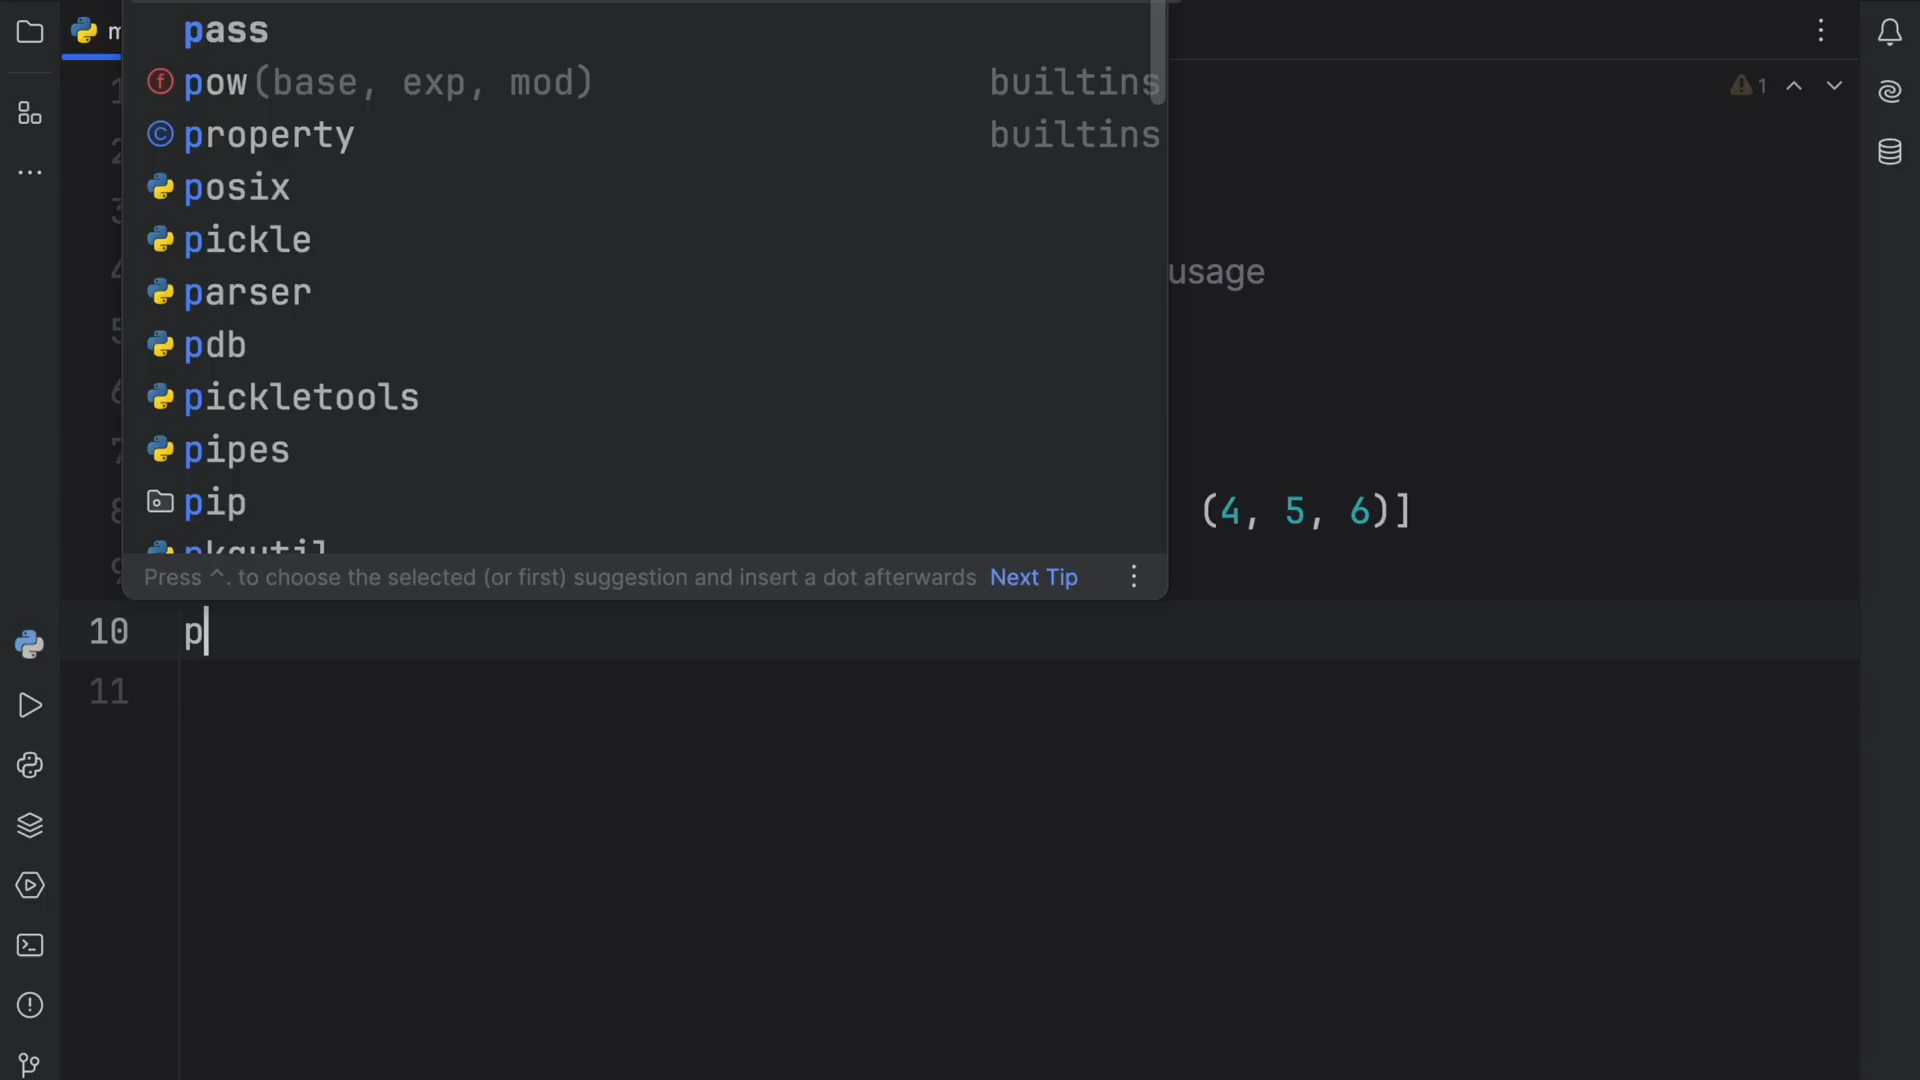 m
pass
pow(base, exp, mod) builtins
property builtins
posix
pickle
parser
pdb
pickletools
pipes
pip
pkgutil
Press ^. to choose the selected (or first) suggestion and insert a dot afterwards Next Tip
1
usage
(4, 5, 6)]
10 p
11